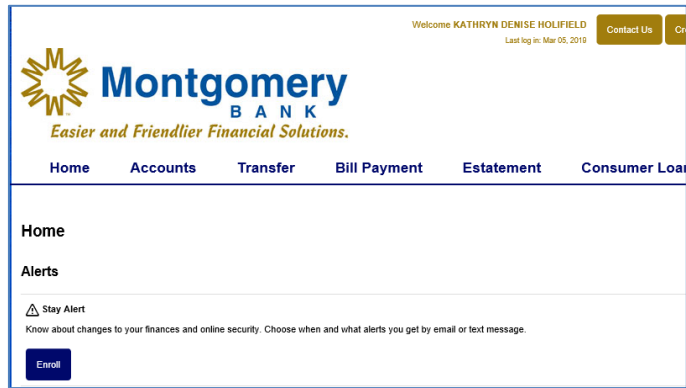 Welcome KATHRYN DENISE HOLIFIELD
Last log in: Mar 05, 2019
Contact Us
Montgomery
BANK
Easier and Friendlier Financial Solutions.
Home Accounts Transfer Bill Payment Estatement Consumer Loa
Home
Alerts
Stay Alert
Know about changes to your finances and online security. Choose when and what alerts you get by email or text message.
Enroll